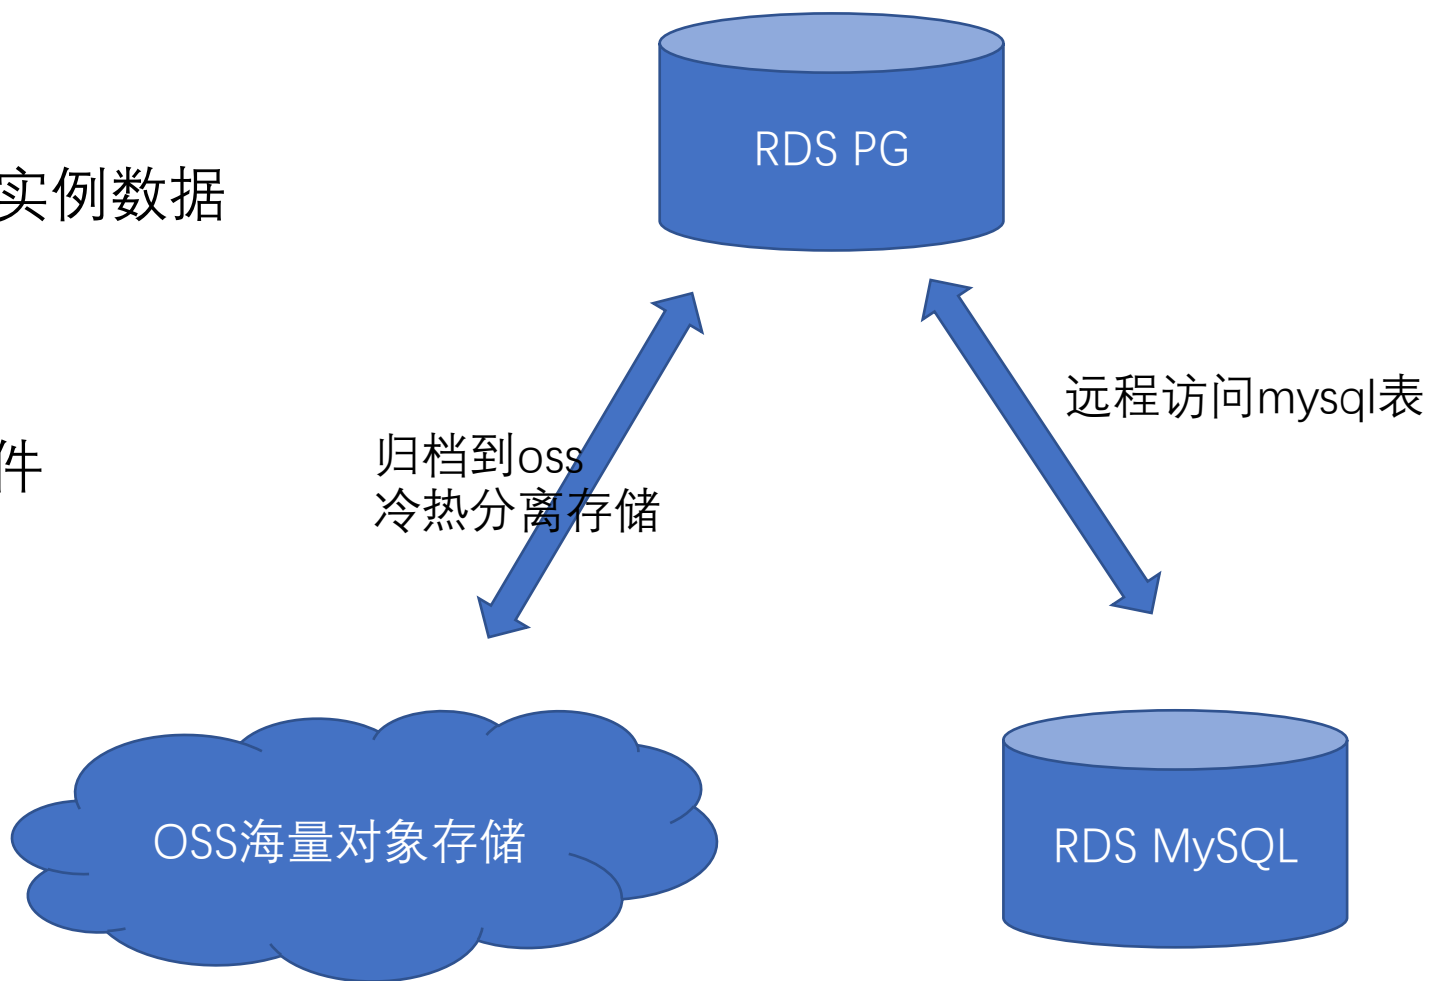 RDS PG
实例数据
远程访问mysql表
件
归档到oss
冷热分离存储
OSS海量对象存储
RDS MySQL